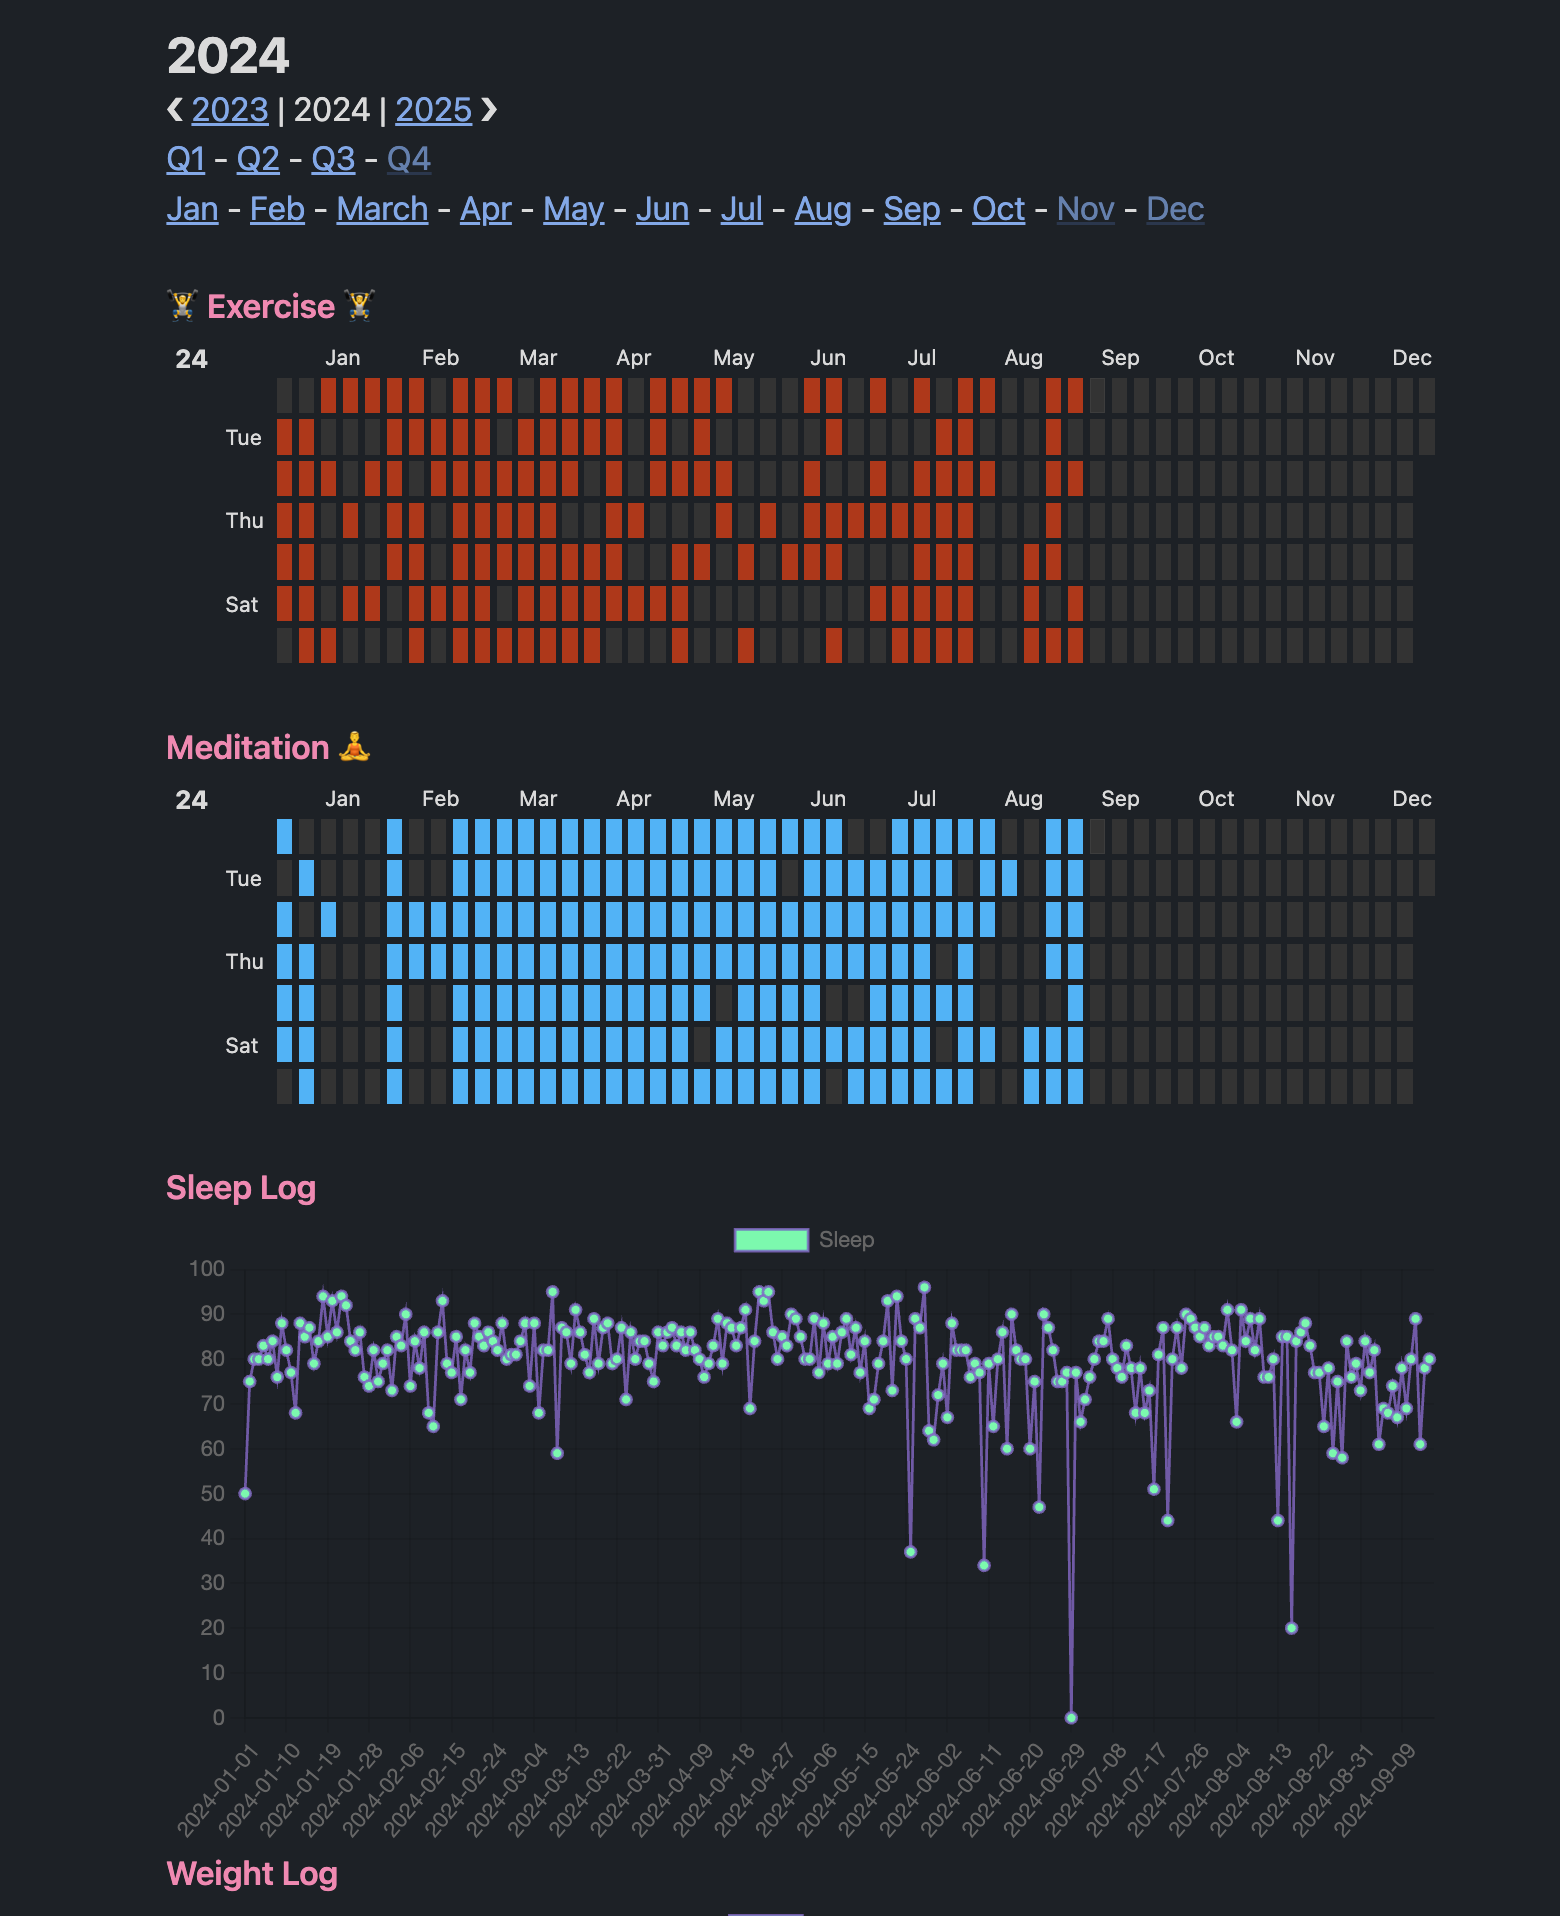 2024
❮ 2023 | 2024 | 2025 ❯
Q1 - Q2 - Q3 - Q4
Jan - Feb - March - Apr - May - Jun - Jul - Aug - Sep - Oct - Nov - Dec
🏋️ Exercise 🏋️
24 Jan Feb Mar Apr May Jun Jul Aug Sep Oct Nov Dec
Tue
Thu
Sat
Meditation 🧘
24 Jan Feb Mar Apr May Jun Jul Aug Sep Oct Nov Dec
Tue
Thu
Sat
Sleep Log
Sleep
100
90
80
70
60
50
40
30
20
10
0
2024-01-01 2024-01-10 2024-01-19 2024-01-28 2024-02-06 2024-02-15 2024-02-24 2024-03-04 2024-03-13 2024-03-22 2024-03-31 2024-04-09 2024-04-18 2024-04-27 2024-05-06 2024-05-15 2024-05-24 2024-06-02 2024-06-11 2024-06-20 2024-06-29 2024-07-08 2024-07-17 2024-07-26 2024-08-04 2024-08-13 2024-08-22 2024-08-31 2024-09-09
Weight Log